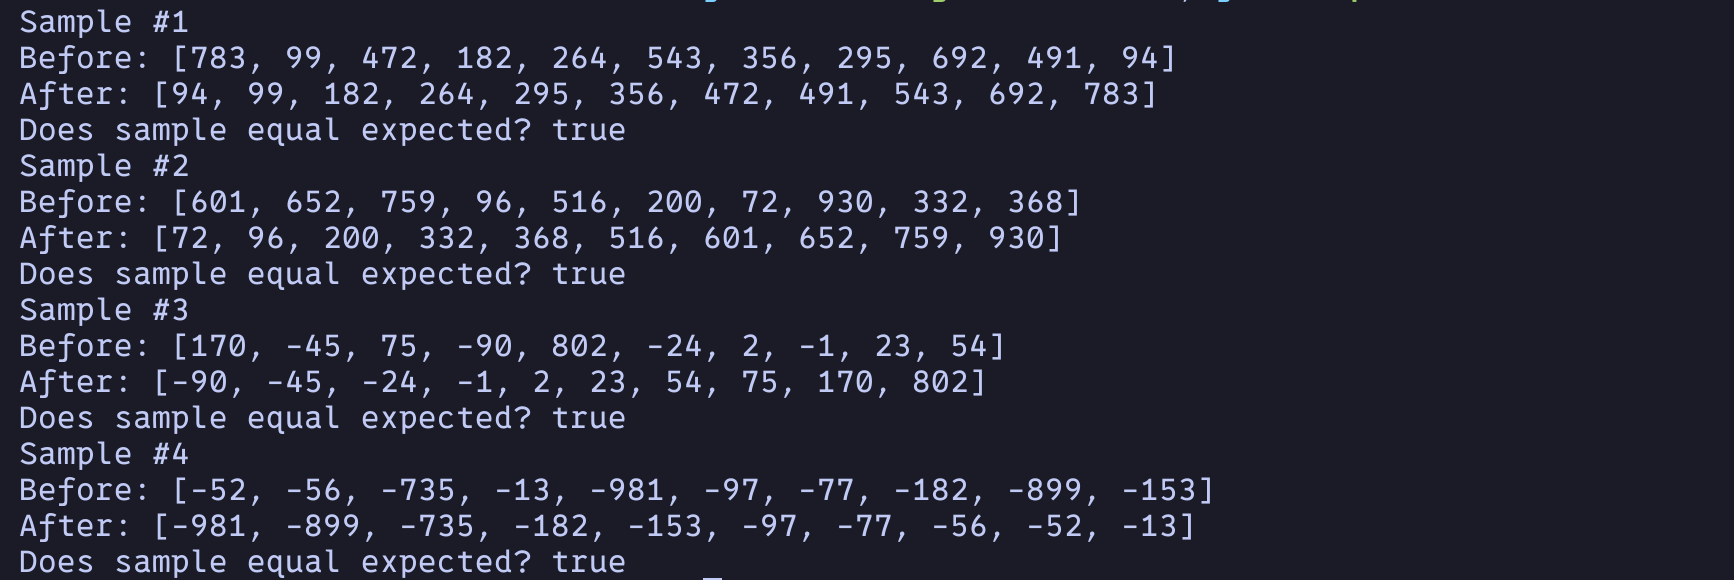 Sample #1
Before: [783, 99, 472, 182, 264, 543, 356, 295, 692, 491, 94]
After: [94, 99, 182, 264, 295, 356, 472, 491, 543, 692, 783]
Does sample equal expected? true
Sample #2
Before: [601, 652, 759, 96, 516, 200, 72, 930, 332, 368]
After: [72, 96, 200, 332, 368, 516, 601, 652, 759, 930]
Does sample equal expected? true
Sample #3
Before: [170, -45, 75, -90, 802, -24, 2, -1, 23, 54]
After: [-90, -45, -24, -1, 2, 23, 54, 75, 170, 802]
Does sample equal expected? true
Sample #4
Before: [-52, -56, -735, -13, -981, -97, -77, -182, -899, -153]
After: [-981, -899, -735, -182, -153, -97, -77, -56, -52, -13]
Does sample equal expected? true